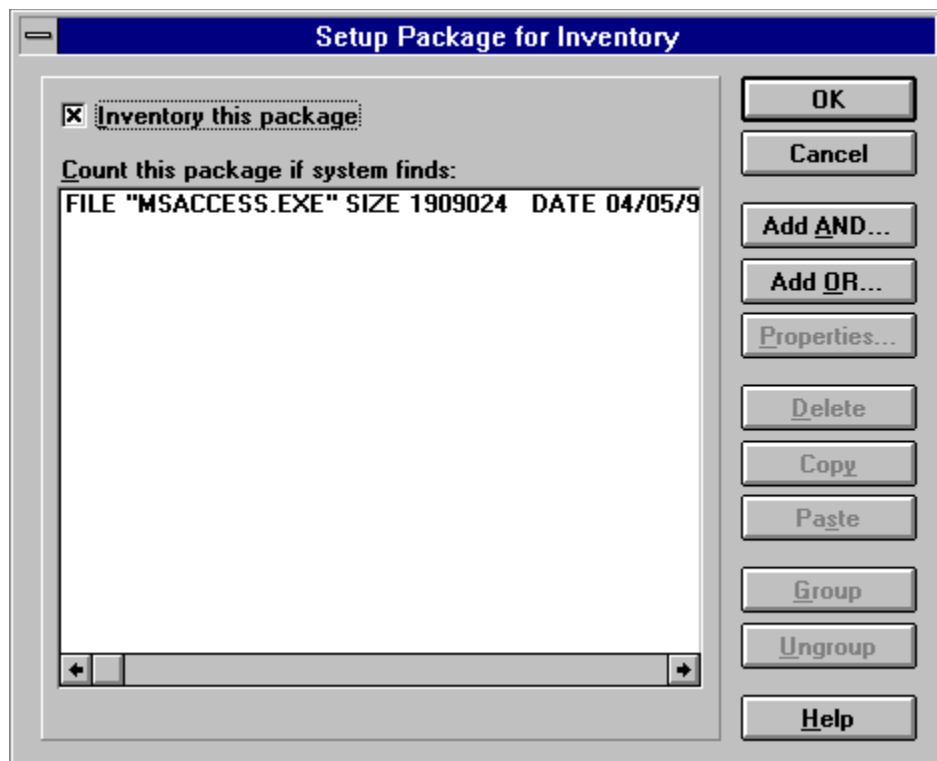 Setup Package for Inventory
Inventory this package
Count this package if system finds:
FILE "MSACCESS.EXE" SIZE 1909024 DATE 04/05/9
OK
Cancel
Add AND...
Add OR...
Properties...
Delete
Copy
Paste
Group
Ungroup
Help